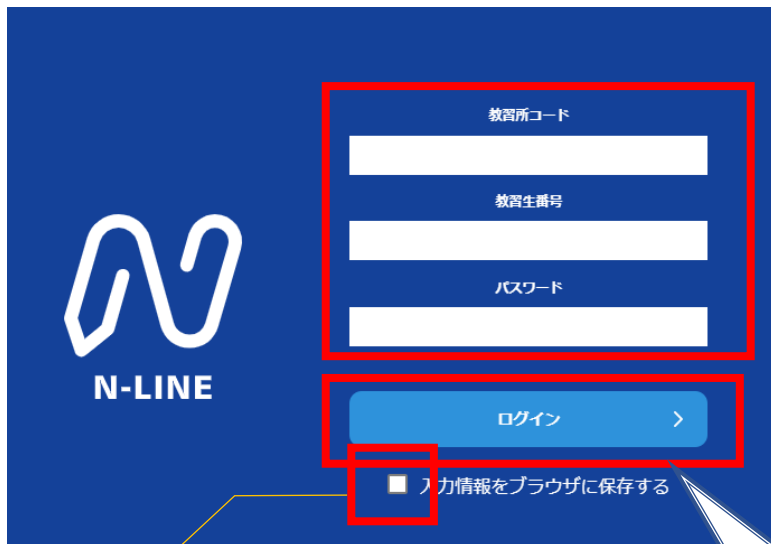 教習所コード
教習生番号
パスワード
N-LINE
ログイン
入力情報をブラウザに保存する